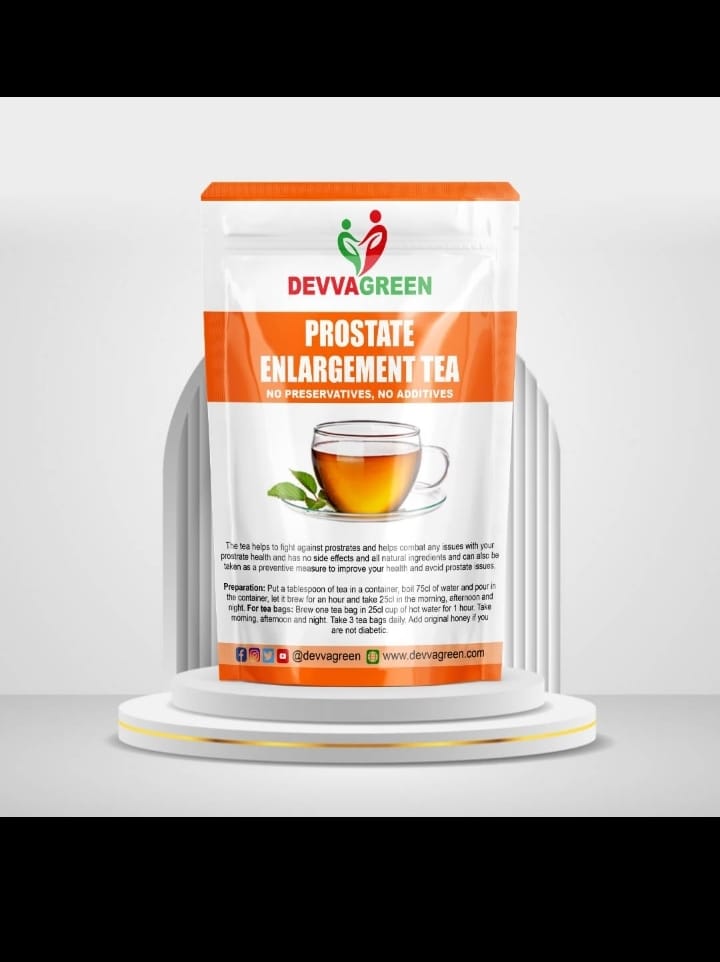 DEVVAGREEN
PROSTATE
ENLARGEMENT TEA
NO PRESERVATIVES, NO ADDITIVES
The tea helps to fight against prostrates and helps combat any issues with your
prostrate health and has no side effects and all natural ingredients and can also be
taken as a preventive measure to improve your health and avoid prostate issues.
Preparation: Put a tablespoon of tea in a container, boil 75cl of water and pour in
the container, let it brew for an hour and take 25cl in the morning, afternoon and
night. For tea bags: Brew one tea bag in 25cl cup of hot water for 1 hour. Take
morning, afternoon and night. Take 3 tea bags daily. Add original honey if you
are not diabetic.
@devvagreen www.devvagreen.com